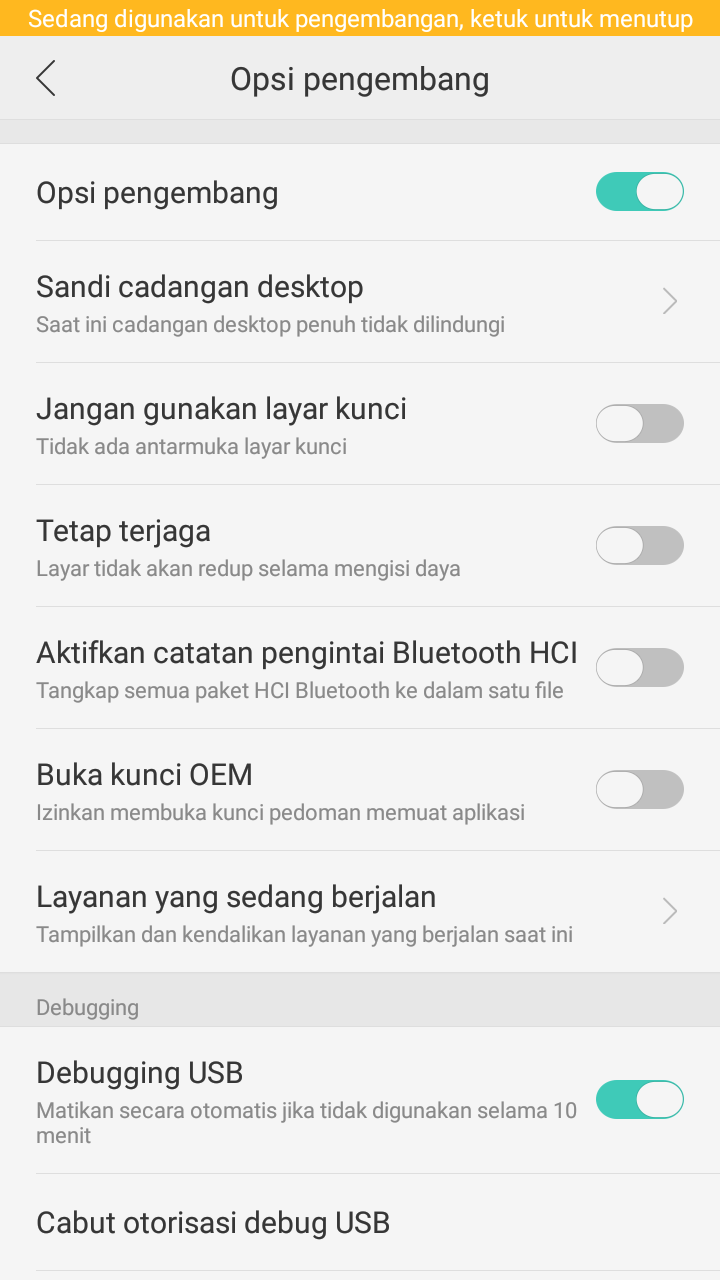 Sedang digunakan untuk pengembangan, ketuk untuk menutup
Opsi pengembang
Opsi pengembang
Sandi cadangan desktop
Saat ini cadangan desktop penuh tidak dilindungi
Jangan gunakan layar kunci
Tidak ada antarmuka layar kunci
Tetap terjaga
Layar tidak akan redup selama mengisi daya
Aktifkan catatan pengintai Bluetooth HCI
Tangkap semua paket HCI Bluetooth ke dalam satu file
Buka kunci OEM
Izinkan membuka kunci pedoman memuat aplikasi
Layanan yang sedang berjalan
Tampilkan dan kendalikan layanan yang berjalan saat ini
Debugging
Debugging USB
Matikan secara otomatis jika tidak digunakan selama 10
menit
Cabut otorisasi debug USB